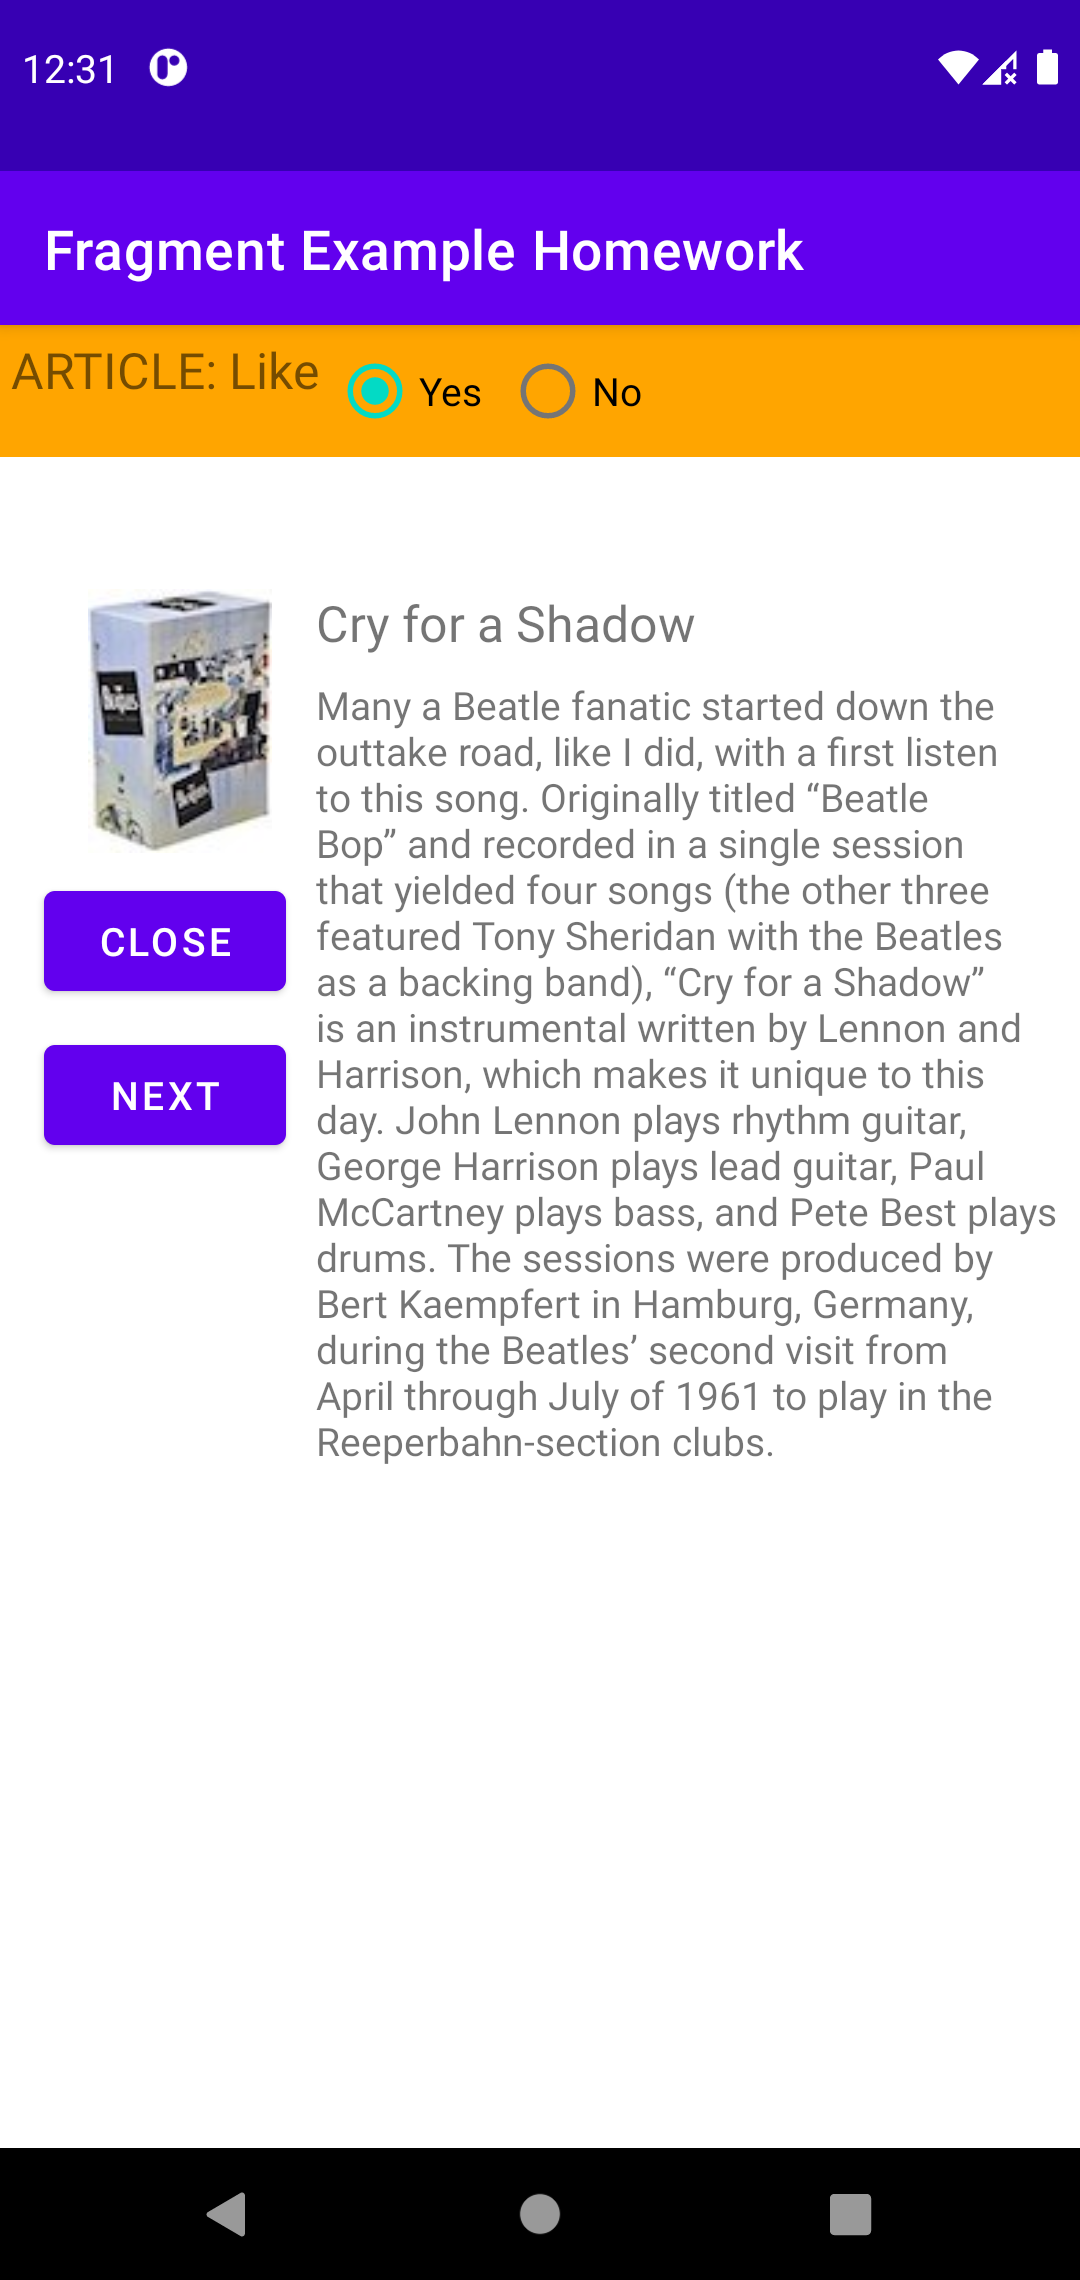 12:31
Fragment Example Homework
ARTICLE: Like
Yes
No
Cry for a Shadow
Many a Beatle fanatic started down the
outtake road, like I did, with a first listen
to this song. Originally titled “Beatle
Bop” and recorded in a single session
that yielded four songs (the other three
featured Tony Sheridan with the Beatles
as a backing band), “Cry for a Shadow”
is an instrumental written by Lennon and
Harrison, which makes it unique to this
day. John Lennon plays rhythm guitar,
George Harrison plays lead guitar, Paul
McCartney plays bass, and Pete Best plays
drums. The sessions were produced by
Bert Kaempfert in Hamburg, Germany,
during the Beatles’ second visit from
April through July of 1961 to play in the
Reeperbahn-section clubs.
CLOSE
NEXT